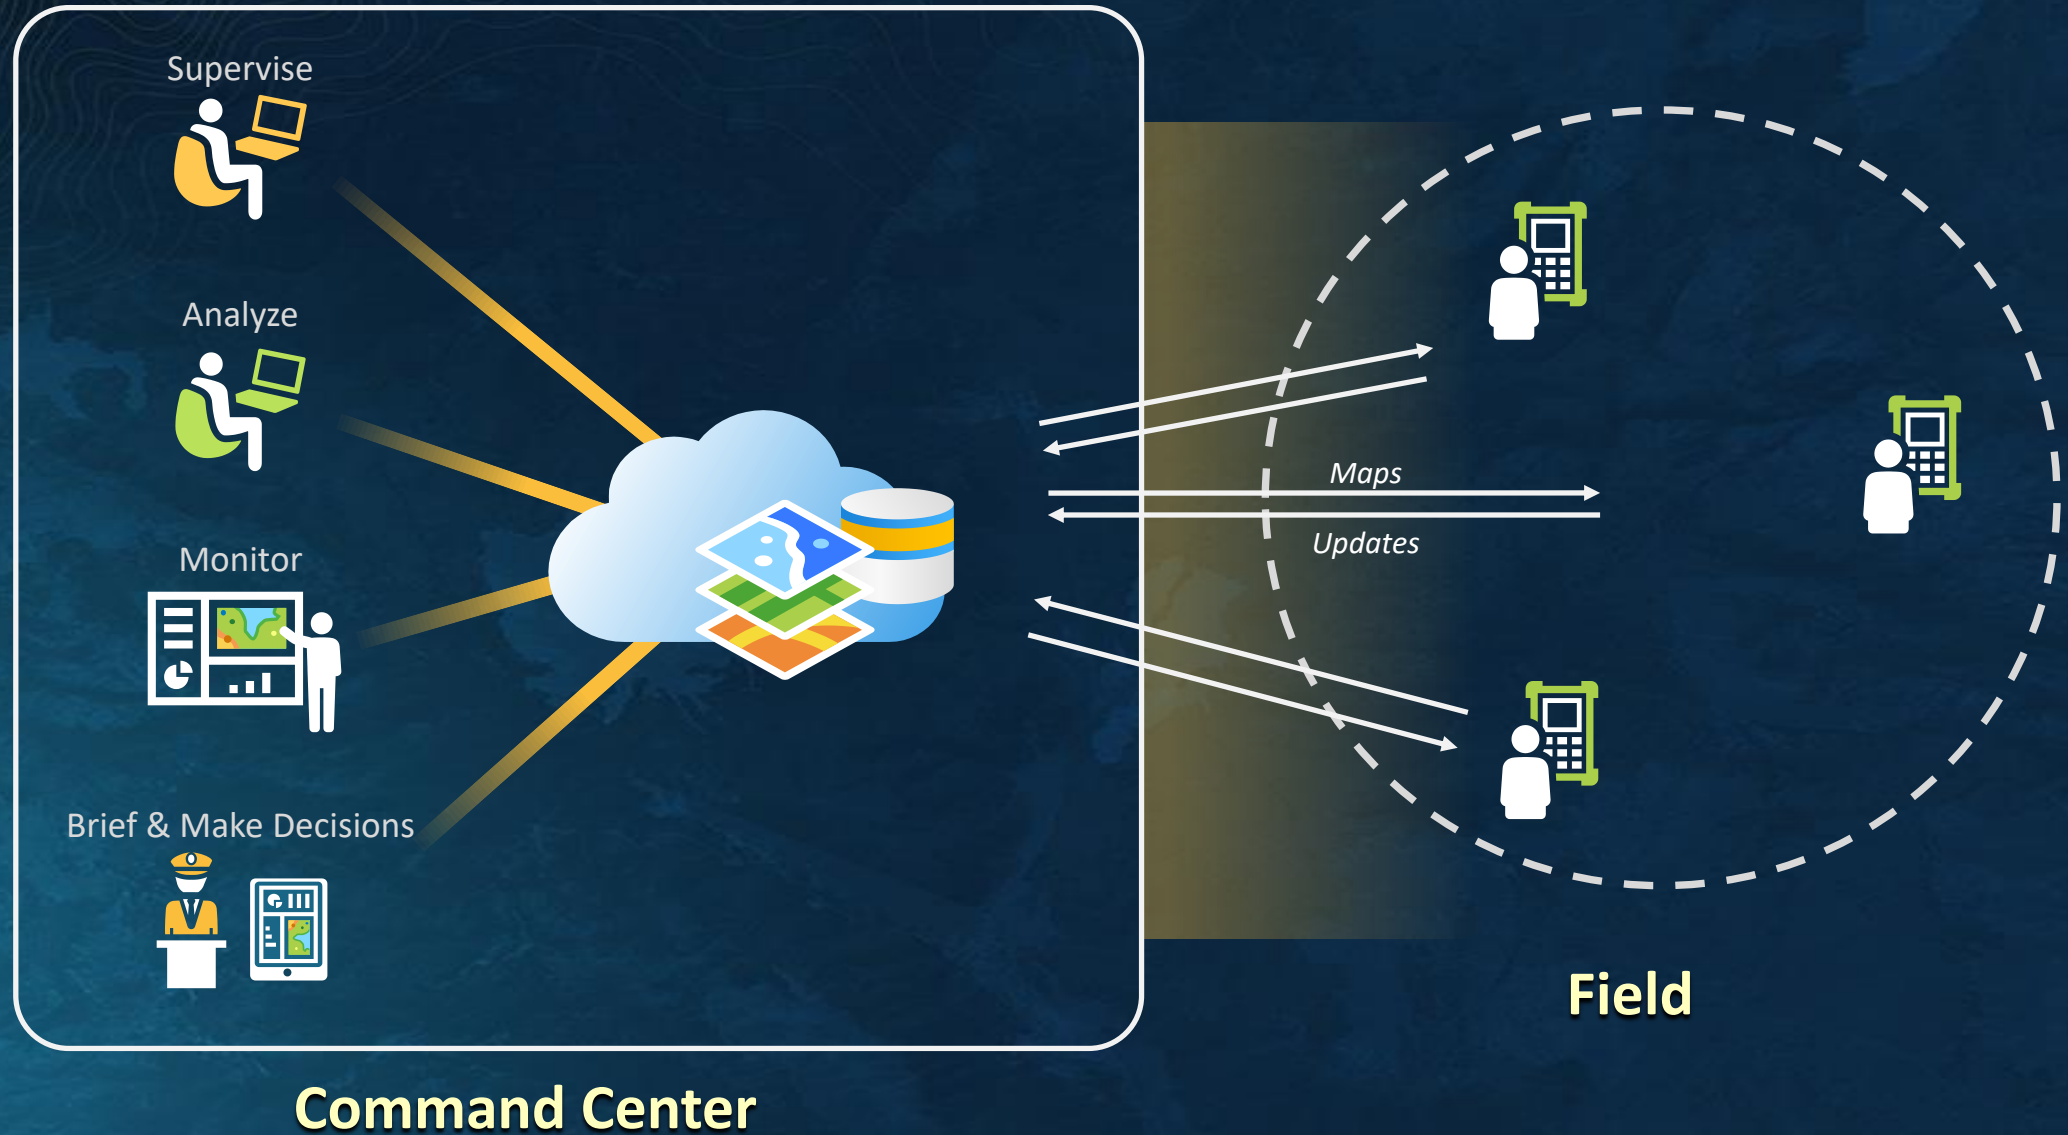 Supervise
Analyze
Monitor
Brief & Make Decisions
Maps
Updates
Field
Command Center